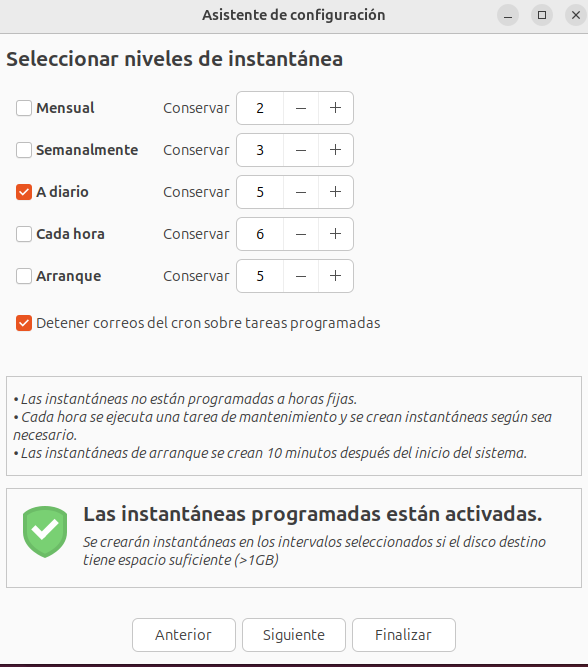 Asistente de configuración
Seleccionar niveles de instantánea
Mensual Conservar 2 — +
Semanalmente Conservar 3 — +
A diario Conservar 5 — +
Cada hora Conservar 6 — +
Arranque Conservar 5 — +
Detener correos del cron sobre tareas programadas
• Las instantáneas no están programadas a horas fijas.
• Cada hora se ejecuta una tarea de mantenimiento y se crean instantáneas según sea
necesario.
• Las instantáneas de arranque se crean 10 minutos después del inicio del sistema.
Las instantáneas programadas están activadas.
Se crearán instantáneas en los intervalos seleccionados si el disco destino
tiene espacio suficiente (>1GB)
Anterior Siguiente Finalizar